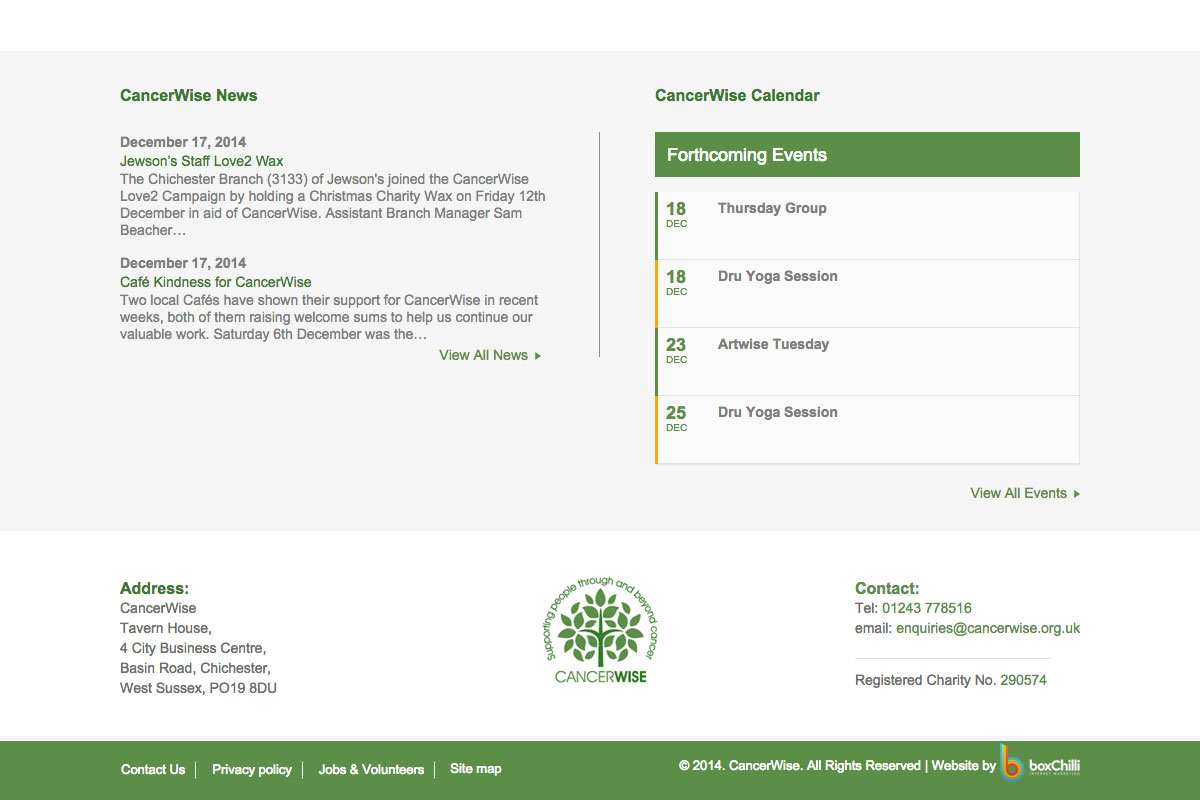 CancerWise News
December 17, 2014
Jewson's Staff Love2 Wax
The Chichester Branch (3133) of Jewson's joined the CancerWise
Love2 Campaign by holding a Christmas Charity Wax on Friday 12th
December in aid of CancerWise. Assistant Branch Manager Sam
Beacher…
December 17, 2014
Café Kindness for CancerWise
Two local Cafés have shown their support for CancerWise in recent
weeks, both of them raising welcome sums to help us continue our
valuable work. Saturday 6th December was the…
View All News
CancerWise Calendar
Forthcoming Events
18 Thursday Group
DEC
18 Dru Yoga Session
DEC
23 Artwise Tuesday
DEC
25 Dru Yoga Session
DEC
View All Events
Address:
CancerWise
Tavern House,
4 City Business Centre,
Basin Road, Chichester,
West Sussex, PO19 8DU
supporting people through and beyond cancer
CANCERWISE
Contact:
Tel: 01243 778516
email: enquiries@cancerwise.org.uk
Registered Charity No. 290574
Contact Us | Privacy policy | Jobs & Volunteers | Site map
© 2014. CancerWise. All Rights Reserved | Website by boxChilli
INTERNET MARKETING